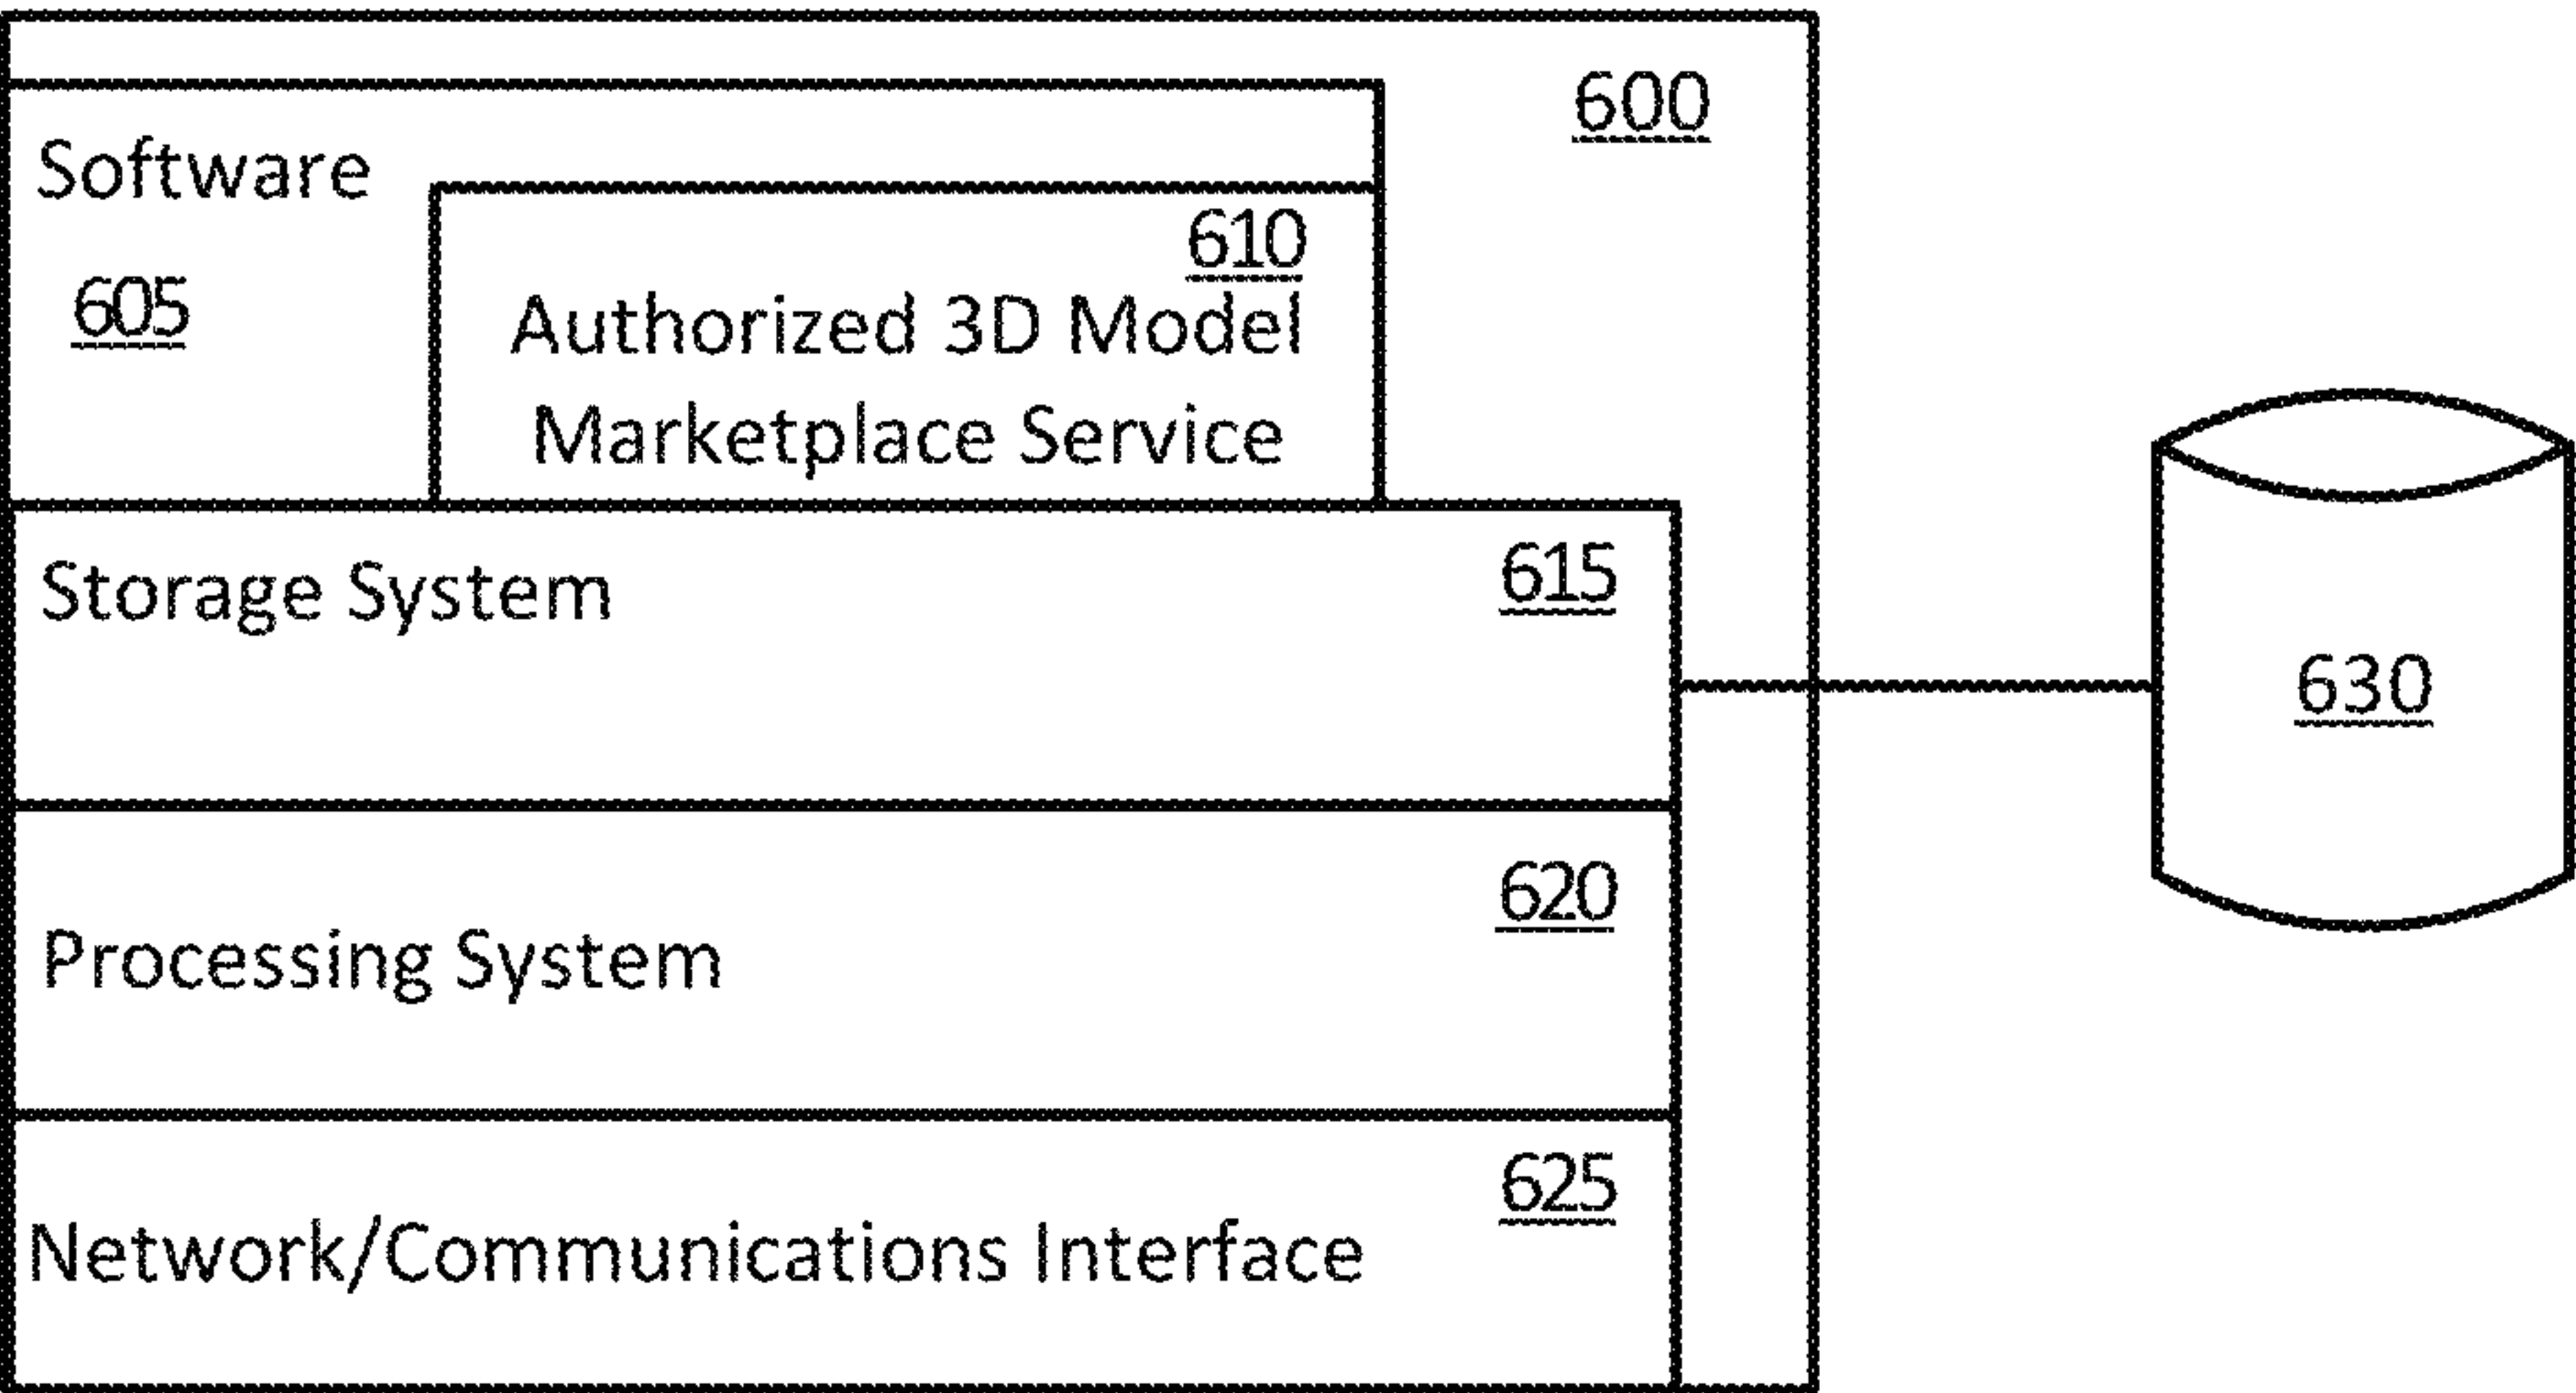 600
Software
605
610
Authorized 3D Model
Marketplace Service
Storage System
615
630
620
Processing System
625
Network/Communications Interface